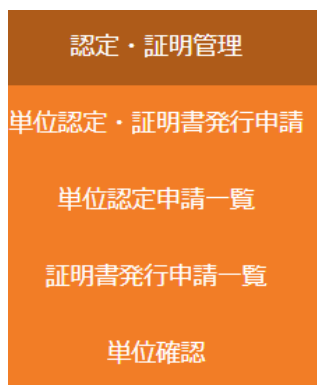 認定・証明管理
単位認定・証明書発行申請
単位認定申請一覧
証明書発行申請一覧
単位確認